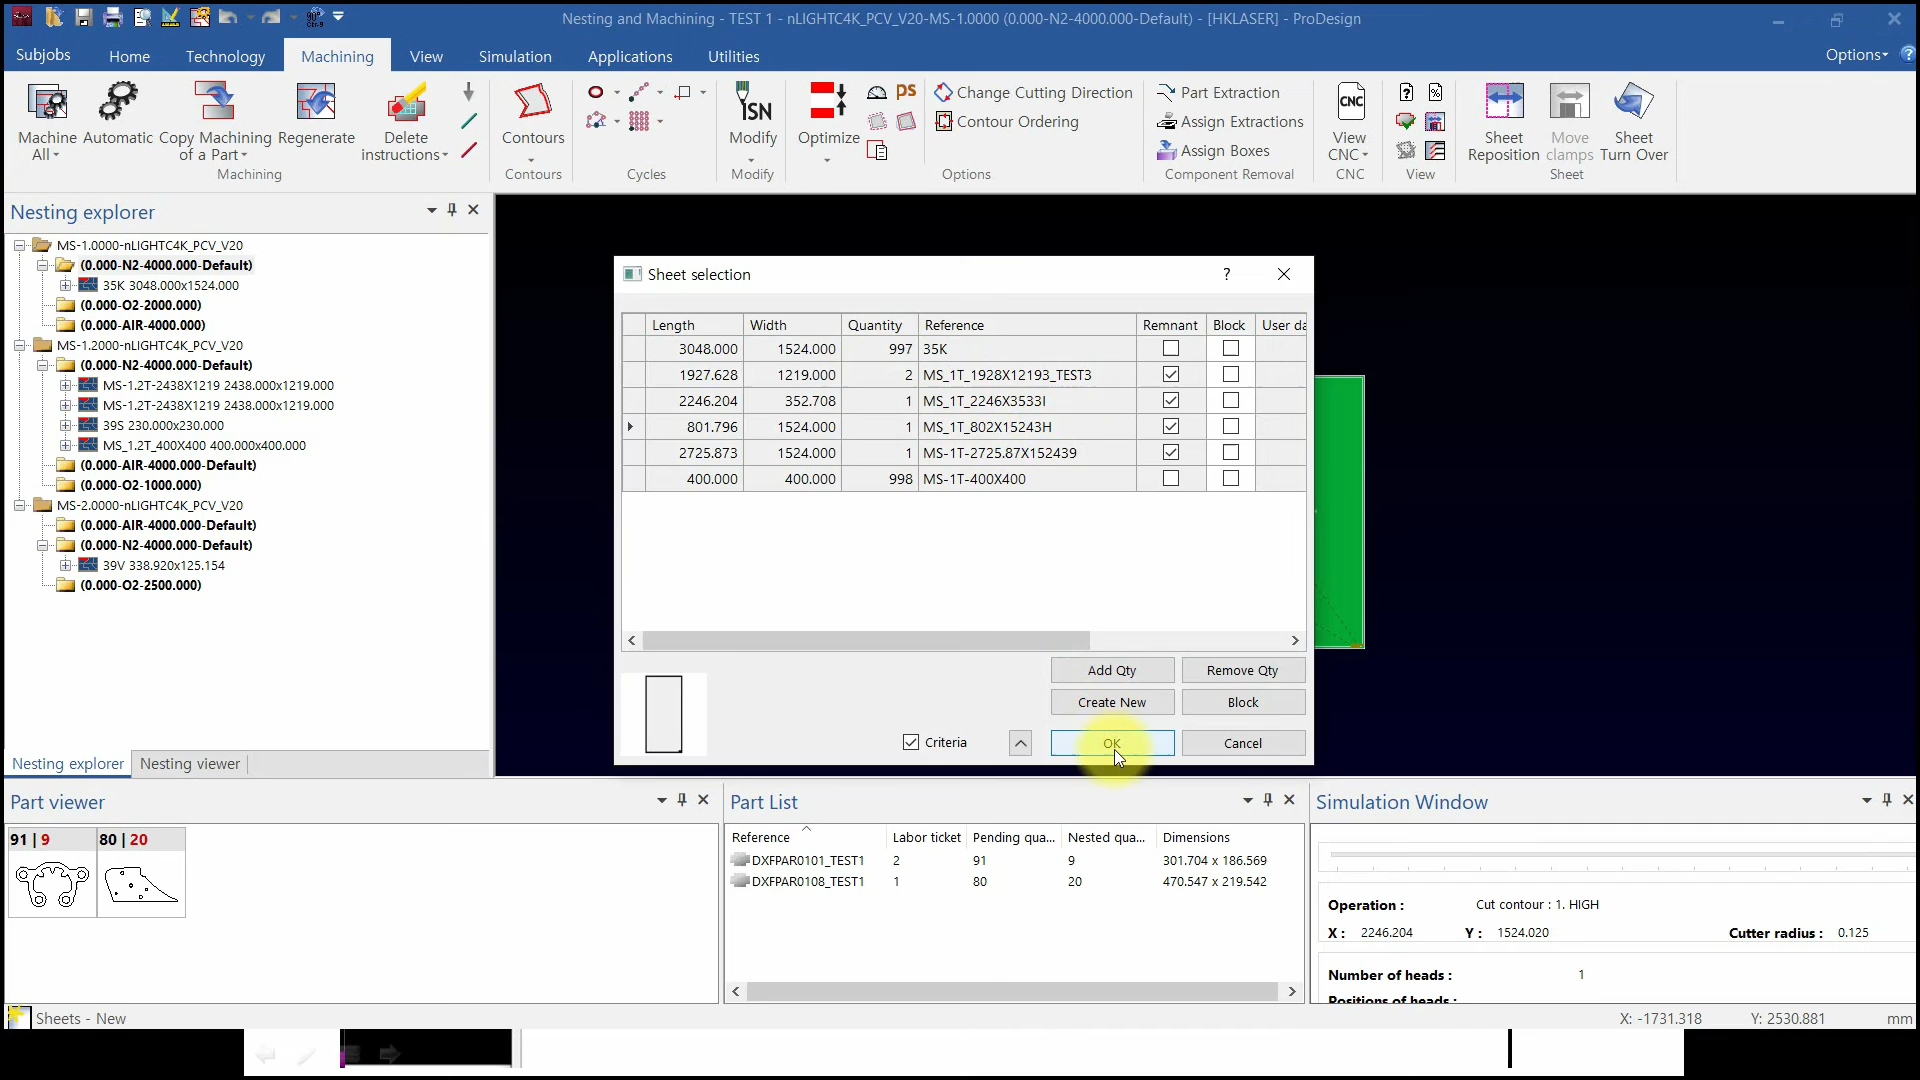 Nesting and Machining - TEST 1 - nLIGHTC4K_PCV_V20-MS-1.0000 (0.000-N2-4000.000-Default) - [HKLASER] - ProDesign
Subjobs Home Technology Machining View Simulation Applications Utilities Options
Machine All
Automatic
Copy Machining of a Part
Regenerate
Delete instructions
Machining
Contours
Contours
Cycles
ISN
Modify
Modify
Optimize
PS
Change Cutting Direction
Contour Ordering
Options
Part Extraction
Assign Extractions
Assign Boxes
Component Removal
CNC
View CNC
CNC
View
Sheet Reposition
Move clamps
Sheet Turn Over
Sheet
Nesting explorer
MS-1.0000-nLIGHTC4K_PCV_V20
(0.000-N2-4000.000-Default)
35K 3048.000x1524.000
(0.000-O2-2000.000)
(0.000-AIR-4000.000)
MS-1.2000-nLIGHTC4K_PCV_V20
(0.000-N2-4000.000-Default)
MS-1.2T-2438X1219 2438.000x1219.000
MS-1.2T-2438X1219 2438.000x1219.000
39S 230.000x230.000
MS_1.2T_400X400 400.000x400.000
(0.000-AIR-4000.000-Default)
(0.000-O2-1000.000)
MS-2.0000-nLIGHTC4K_PCV_V20
(0.000-AIR-4000.000-Default)
(0.000-N2-4000.000-Default)
39V 338.920x125.154
(0.000-O2-2500.000)
Nesting explorer Nesting viewer
Sheet selection ?
Length Width Quantity Reference Remnant Block User da
3048.000 1524.000 997 35K
1927.628 1219.000 2 MS_1T_1928X12193_TEST3
2246.204 352.708 1 MS_1T_2246X3533I
801.796 1524.000 1 MS_1T_802X15243H
2725.873 1524.000 1 MS-1T-2725.87X152439
400.000 400.000 998 MS-1T-400X400
Add Qty Remove Qty
Create New Block
Criteria OK Cancel
Part viewer
91 | 9 80 | 20
Part List
Reference Labor ticket Pending qua... Nested qua... Dimensions
DXFPAR0101_TEST1 2 91 9 301.704 x 186.569
DXFPAR0108_TEST1 1 80 20 470.547 x 219.542
Simulation Window
Operation : Cut contour : 1. HIGH
X : 2246.204 Y : 1524.020 Cutter radius : 0.125
Number of heads : 1
Positions of heads :
Sheets - New X: -1731.318 Y: 2530.881 mm